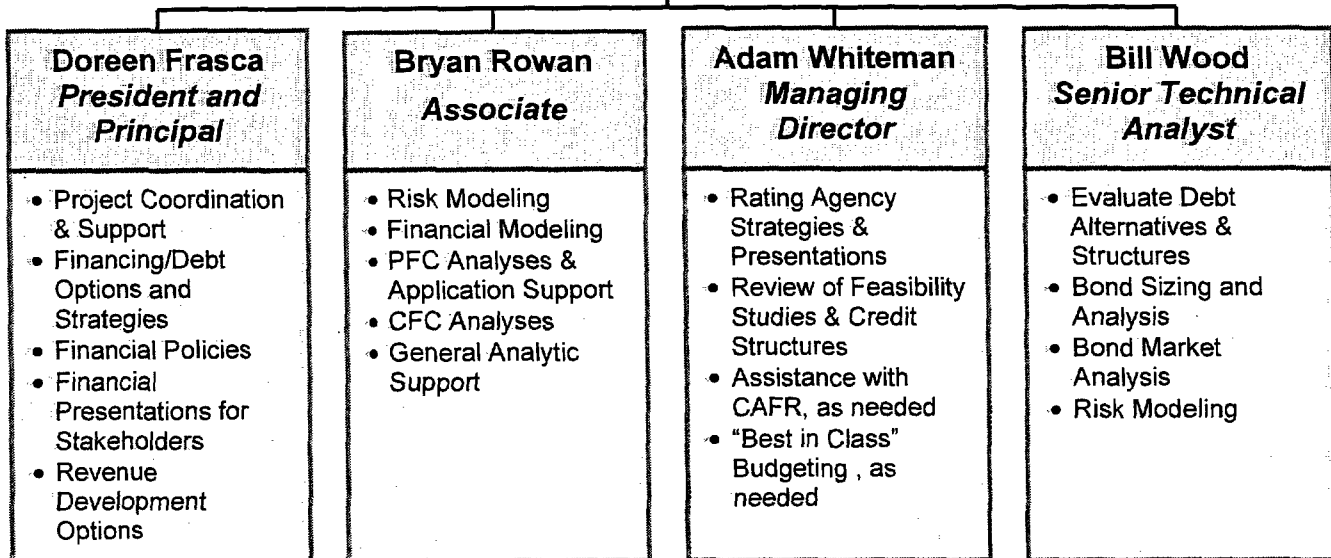 Doreen Frasca
President and
Principal
• Project Coordination
& Support
• Financing/Debt
Options and
Strategies
• Financial Policies
• Financial
Presentations for
Stakeholders
• Revenue
Development
Options
Bryan Rowan
Associate
• Risk Modeling
• Financial Modeling
• PFC Analyses &
Application Support
• CFC Analyses
• General Analytic
Support
Adam Whiteman
Managing
Director
• Rating Agency
Strategies &
Presentations
• Review of Feasibility
Studies & Credit
Structures
• Assistance with
CAFR, as needed
• “Best in Class”
Budgeting , as
needed
Bill Wood
Senior Technical
Analyst
• Evaluate Debt
Alternatives &
Structures
• Bond Sizing and
Analysis
• Bond Market
Analysis
• Risk Modeling